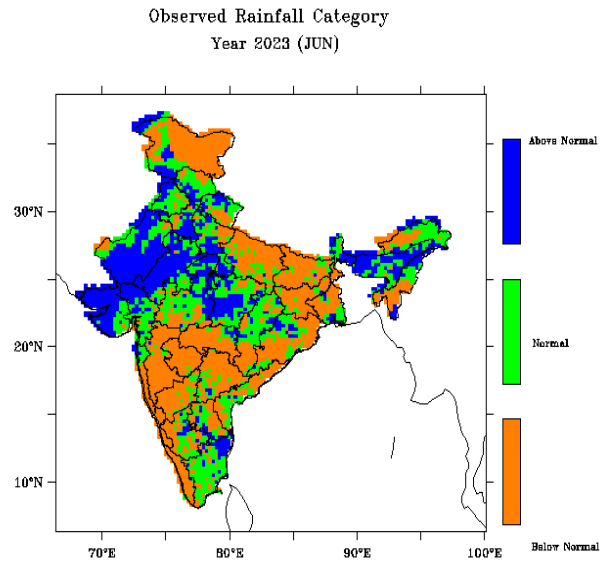 Observed Rainfall Category
Year 2023 (JUN)
Above Normal
30°N
Normal
20°N
10°N
Below Normal
70°E 80°E 90°E 100°E